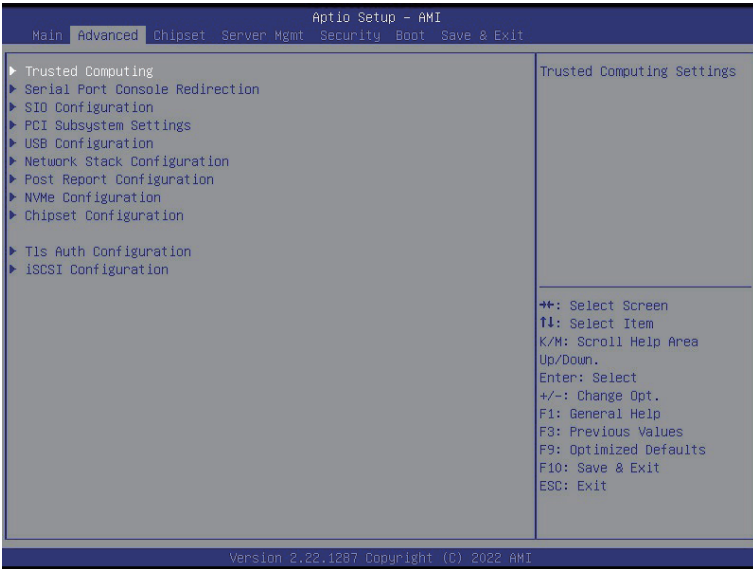 Aptio Setup – AMI
Main Advanced Chipset Server Mgmt Security Boot Save & Exit
Trusted Computing
Serial Port Console Redirection
SIO Configuration
PCI Subsystem Settings
USB Configuration
Network Stack Configuration
Post Report Configuration
NVMe Configuration
Chipset Configuration
Tls Auth Configuration
iSCSI Configuration
Trusted Computing Settings
→←: Select Screen
↑↓: Select Item
K/M: Scroll Help Area
Up/Down.
Enter: Select
+/-: Change Opt.
F1: General Help
F3: Previous Values
F9: Optimized Defaults
F10: Save & Exit
ESC: Exit
Version 2.22.1287 Copyright (C) 2022 AMI